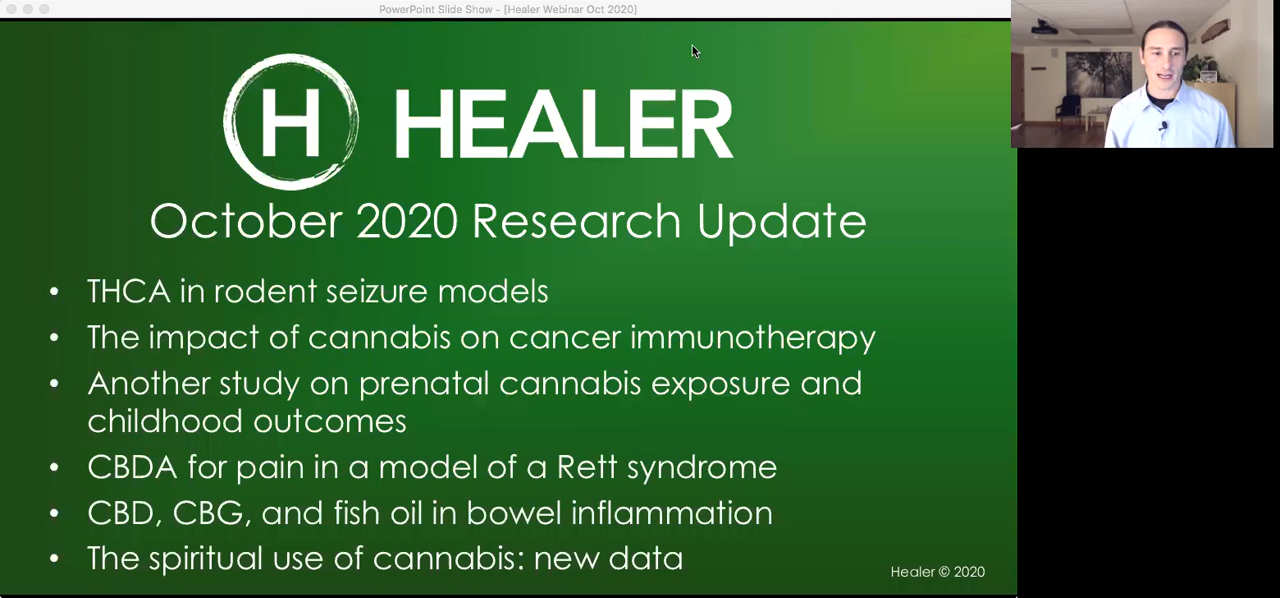 PowerPoint Slide Show - [Healer Webinar Oct 2020]
H HEALER
October 2020 Research Update
• THCA in rodent seizure models
• The impact of cannabis on cancer immunotherapy
• Another study on prenatal cannabis exposure and
childhood outcomes
• CBDA for pain in a model of a Rett syndrome
• CBD, CBG, and fish oil in bowel inflammation
• The spiritual use of cannabis: new data
Healer © 2020